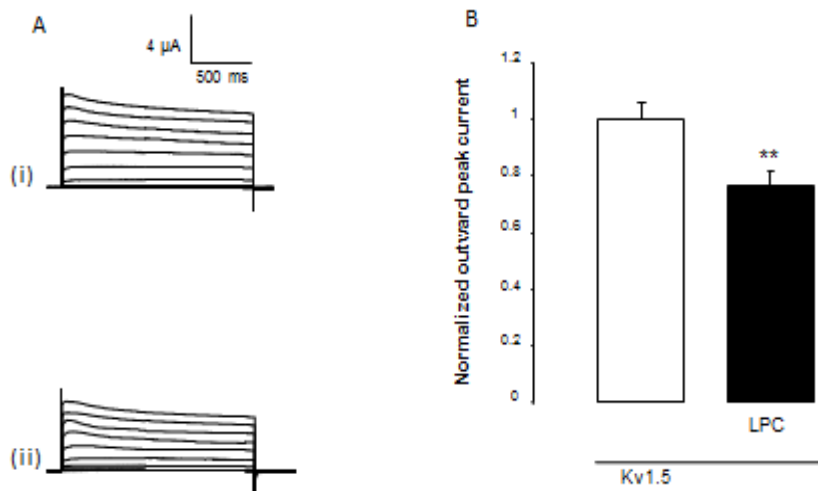 A
4 µA
500 ms
(i)
(ii)
B
Normalized outward peak current
1.2
1
0.8
0.6
0.4
0.2
0
**
LPC
Kv1.5